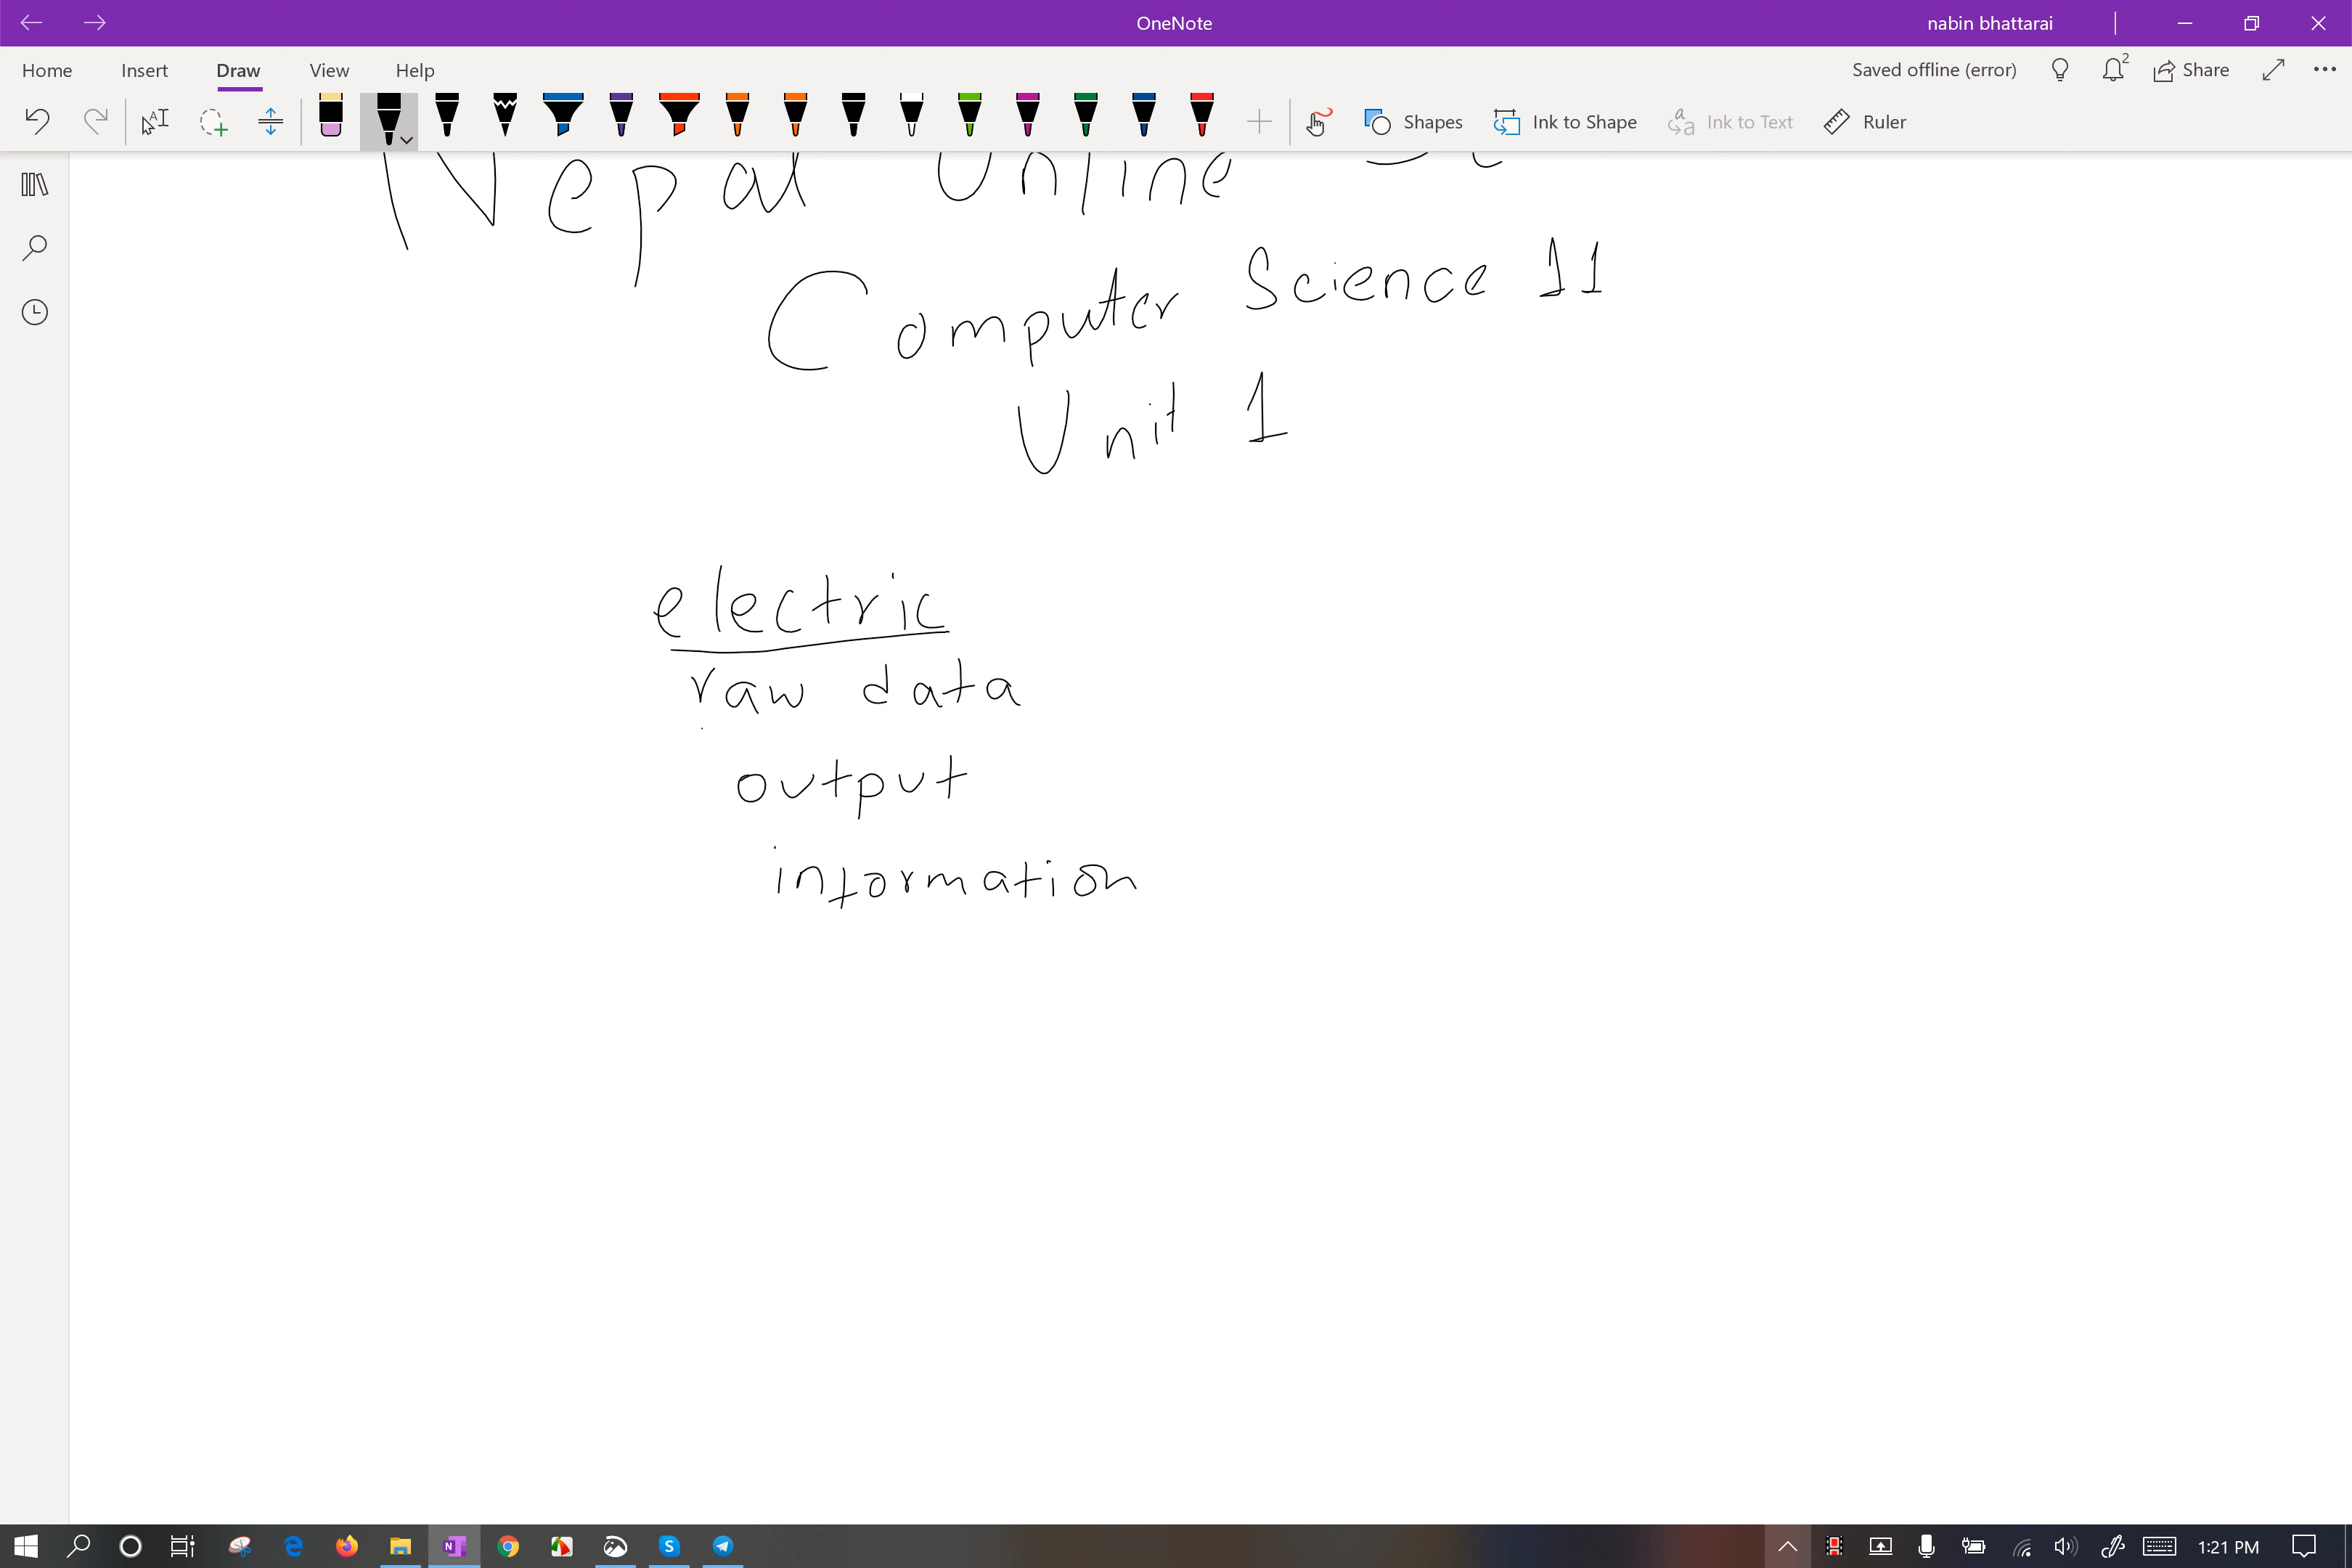 OneNote
nabin bhattarai
Home Insert Draw View Help
Saved offline (error) 2 Share
Shapes Ink to Shape Ink to Text Ruler
Nepal Online
Computer Science 11
Unit 1
electric
raw data
output
information
1:21 PM